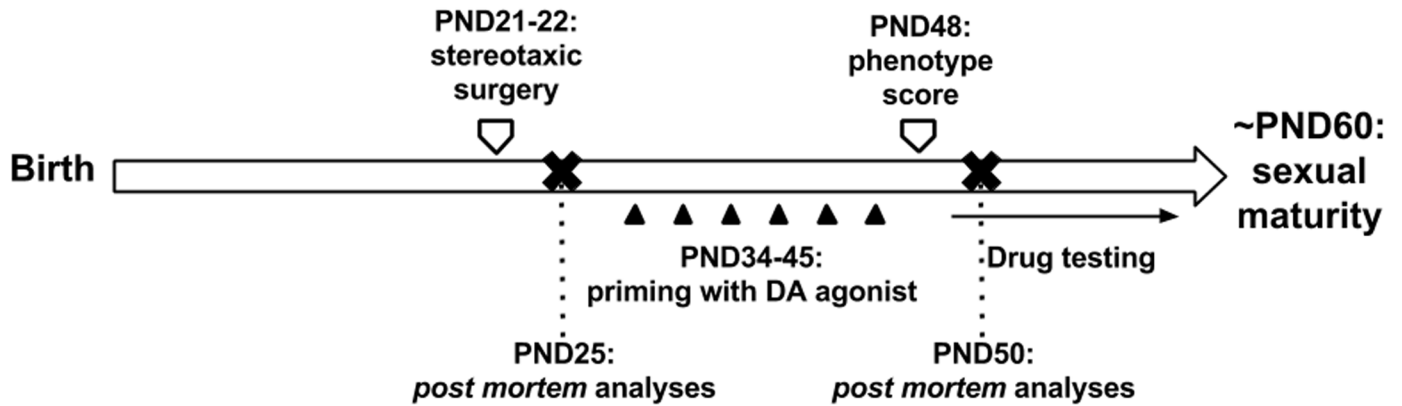 PND21-22:
stereotaxic
surgery
PND48:
phenotype
score
Birth
~PND60:
sexual
maturity
PND34-45:
priming with DA agonist
Drug testing
PND25:
post mortem analyses
PND50:
post mortem analyses